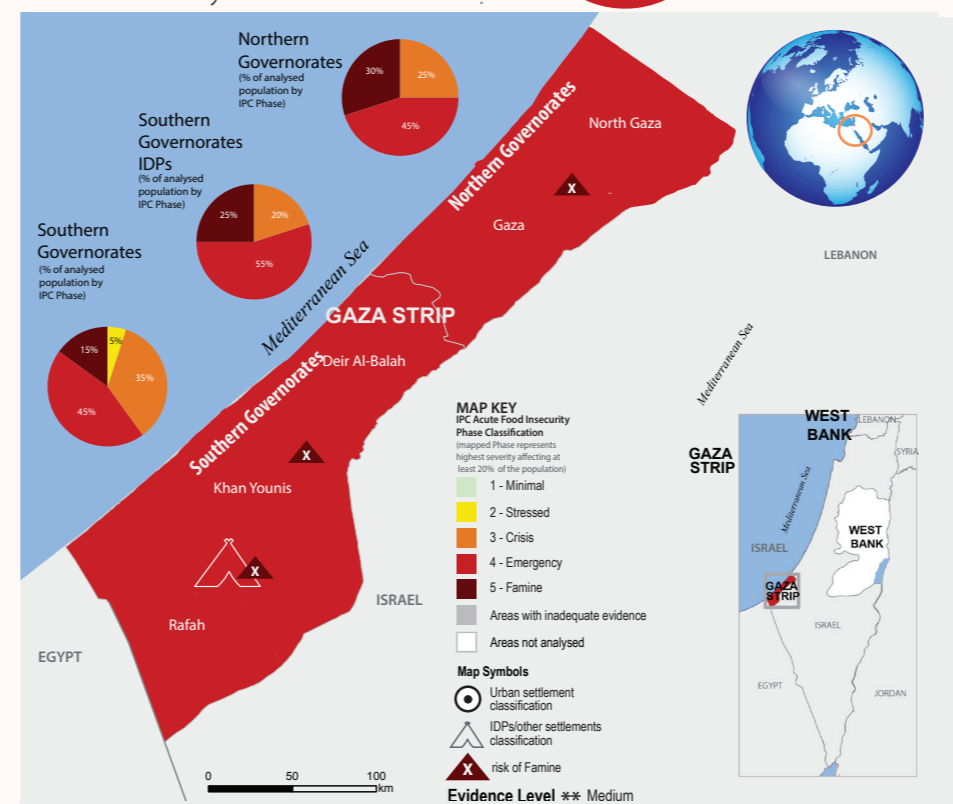 Northern
Governorates
(% of analysed
population by
IPC Phase)
30%
25%
45%
Southern
Governorates
IDPs
(% of analysed
population by
IPC Phase)
25%
20%
55%
Southern
Governorates
(% of analysed
population by
IPC Phase)
15%
5%
35%
45%
Mediterranean Sea
Northern Governorates
North Gaza
X
Gaza
GAZA STRIP
Deir Al-Balah
Southern Governorates
X
Khan Younis
X
Rafah
ISRAEL
EGYPT
0 50 100
km
LEBANON
Mediterranean Sea
MAP KEY
IPC Acute Food Insecurity
Phase Classification
(mapped Phase represents
highest severity affecting at
least 20% of the population)
1 - Minimal
2 - Stressed
3 - Crisis
4 - Emergency
5 - Famine
Areas with inadequate evidence
Areas not analysed
Map Symbols
Urban settlement
classification
IDPs/other settlements
classification
X
risk of Famine
Evidence Level ** Medium
GAZA
STRIP
WEST
BANK
LEBANON
SYRIA
Mediterranean Sea
WEST
BANK
ISRAEL
GAZA
STRIP
ISRAEL
EGYPT
JORDAN